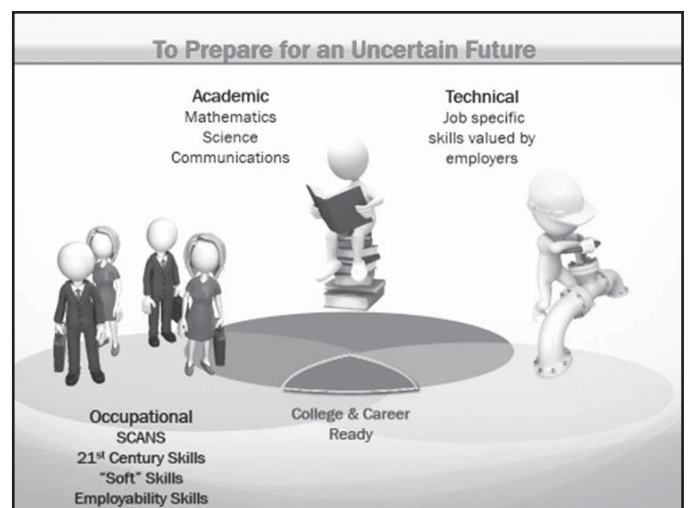 To Prepare for an Uncertain Future
Academic
Mathematics
Science
Communications
Technical
Job specific
skills valued by
employers
Occupational
SCANS
21st Century Skills
"Soft" Skills
Employability Skills
College & Career
Ready